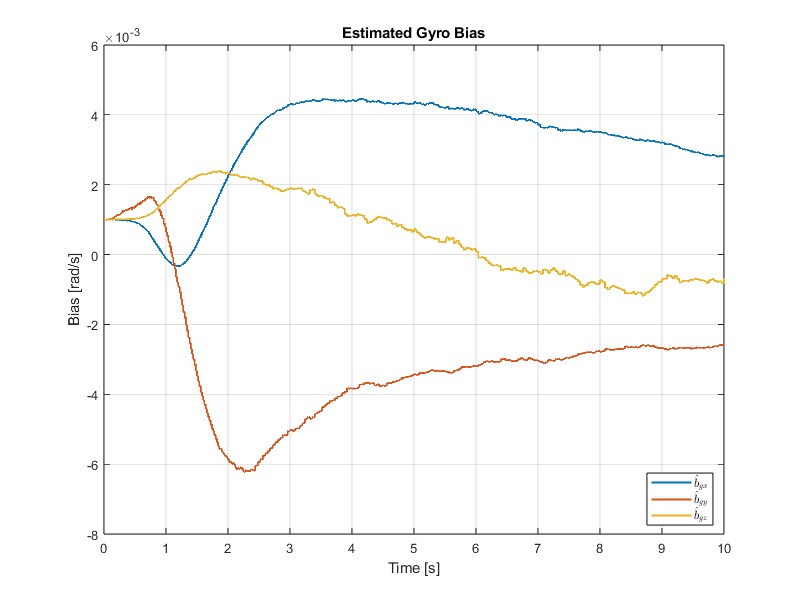 Estimated Gyro Bias
×10⁻³
6
4
2
0
-2
-4
-6
-8
Bias [rad/s]
0 1 2 3 4 5 6 7 8 9 10
Time [s]
b̂gx
b̂gy
b̂gz